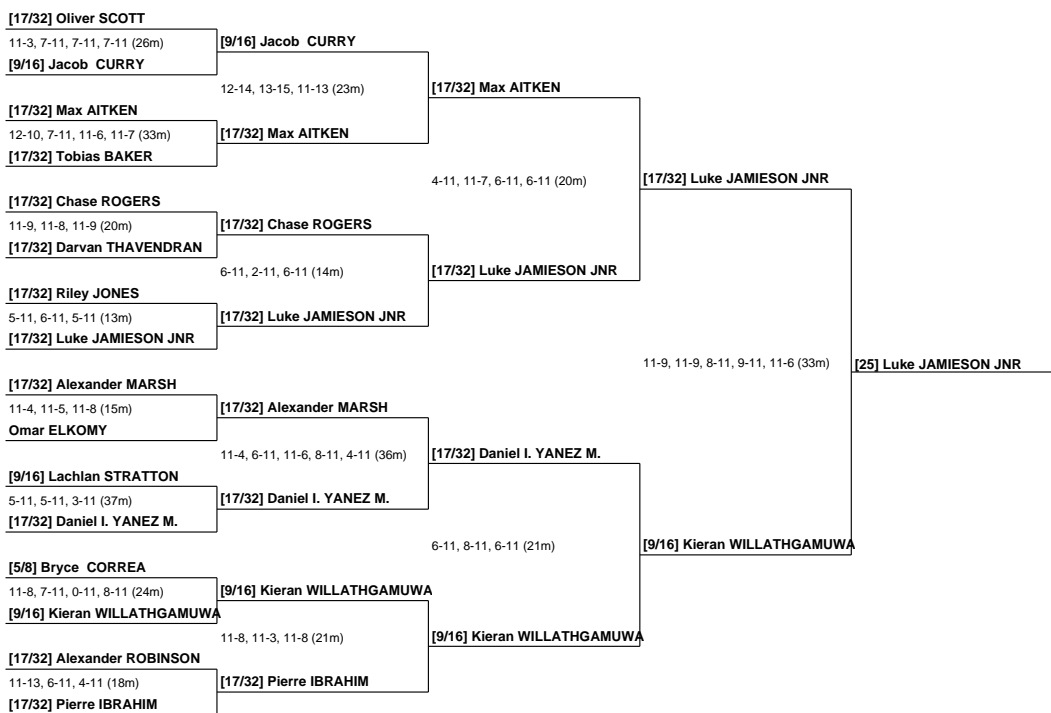 [17/32] Oliver SCOTT
11-3, 7-11, 7-11, 7-11 (26m)
[9/16] Jacob  CURRY
[17/32] Max AITKEN
12-10, 7-11, 11-6, 11-7 (33m)
[17/32] Tobias BAKER
[17/32] Chase ROGERS
11-9, 11-8, 11-9 (20m)
[17/32] Darvan THAVENDRAN
[17/32] Riley JONES
5-11, 6-11, 5-11 (13m)
[17/32] Luke JAMIESON JNR
[17/32] Alexander MARSH
11-4, 11-5, 11-8 (15m)
Omar ELKOMY
[9/16] Lachlan STRATTON
5-11, 5-11, 3-11 (37m)
[17/32] Daniel I. YANEZ M.
[5/8] Bryce  CORREA
11-8, 7-11, 0-11, 8-11 (24m)
[9/16] Kieran WILLATHGAMUWA
[17/32] Alexander ROBINSON
11-13, 6-11, 4-11 (18m)
[17/32] Pierre IBRAHIM
[9/16] Jacob  CURRY
12-14, 13-15, 11-13 (23m)
[17/32] Max AITKEN
[17/32] Chase ROGERS
6-11, 2-11, 6-11 (14m)
[17/32] Luke JAMIESON JNR
[17/32] Alexander MARSH
11-4, 6-11, 11-6, 8-11, 4-11 (36m)
[17/32] Daniel I. YANEZ M.
[9/16] Kieran WILLATHGAMUWA
11-8, 11-3, 11-8 (21m)
[17/32] Pierre IBRAHIM
[17/32] Max AITKEN
4-11, 11-7, 6-11, 6-11 (20m)
[17/32] Luke JAMIESON JNR
[17/32] Daniel I. YANEZ M.
6-11, 8-11, 6-11 (21m)
[9/16] Kieran WILLATHGAMUWA
[17/32] Luke JAMIESON JNR
11-9, 11-9, 8-11, 9-11, 11-6 (33m)
[9/16] Kieran WILLATHGAMUWA
[25] Luke JAMIESON JNR